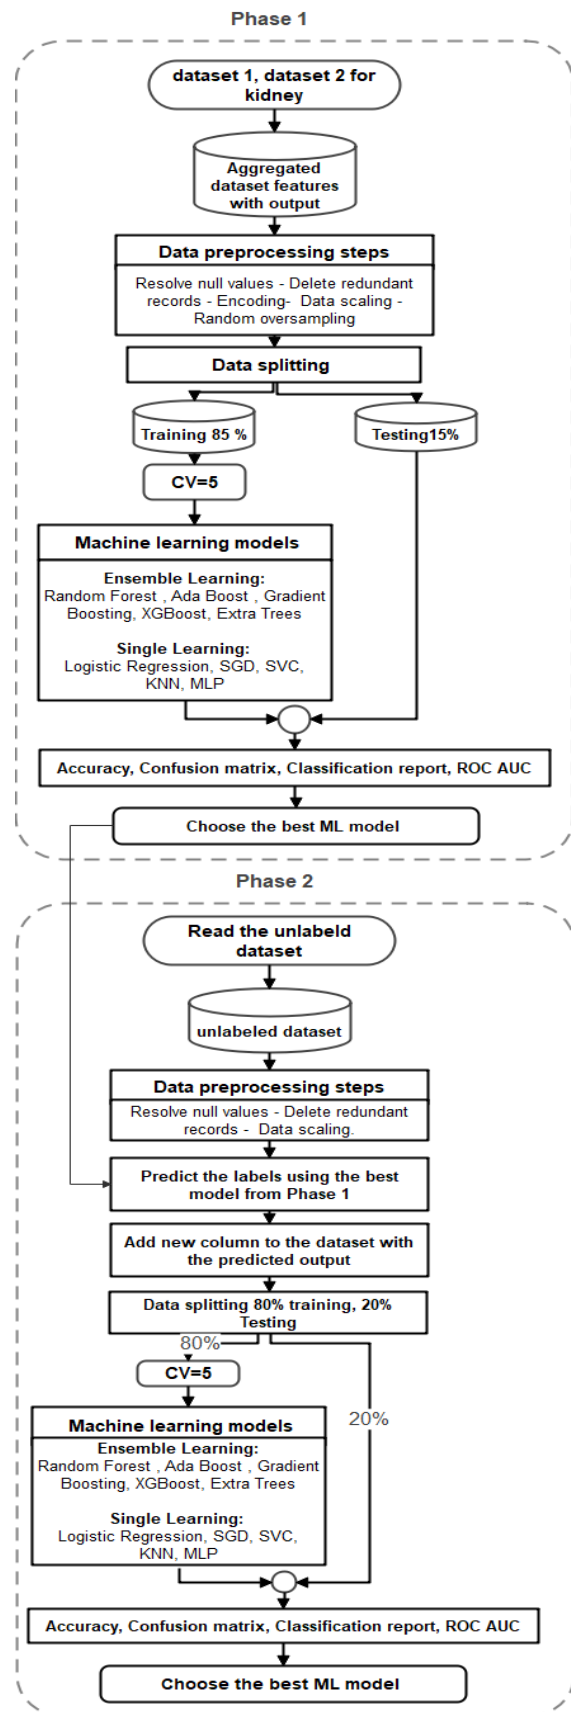 Phase 1
dataset 1, dataset 2 for
kidney
Aggregated
dataset features
with output
Data preprocessing steps
Resolve null values - Delete redundant
records - Encoding- Data scaling -
Random oversampling
Data splitting
Training 85 %
Testing15%
CV=5
Machine learning models
Ensemble Learning:
Random Forest , Ada Boost , Gradient
Boosting, XGBoost, Extra Trees
Single Learning:
Logistic Regression, SGD, SVC,
KNN, MLP
Accuracy, Confusion matrix, Classification report, ROC AUC
Choose the best ML model
Phase 2
Read the unlabeld
dataset
unlabeled dataset
Data preprocessing steps
Resolve null values - Delete redundant
records - Data scaling.
Predict the labels using the best
model from Phase 1
Add new column to the dataset with
the predicted output
Data splitting 80% training, 20%
Testing
80%
CV=5
20%
Machine learning models
Ensemble Learning:
Random Forest , Ada Boost , Gradient
Boosting, XGBoost, Extra Trees
Single Learning:
Logistic Regression, SGD, SVC,
KNN, MLP
Accuracy, Confusion matrix, Classification report, ROC AUC
Choose the best ML model